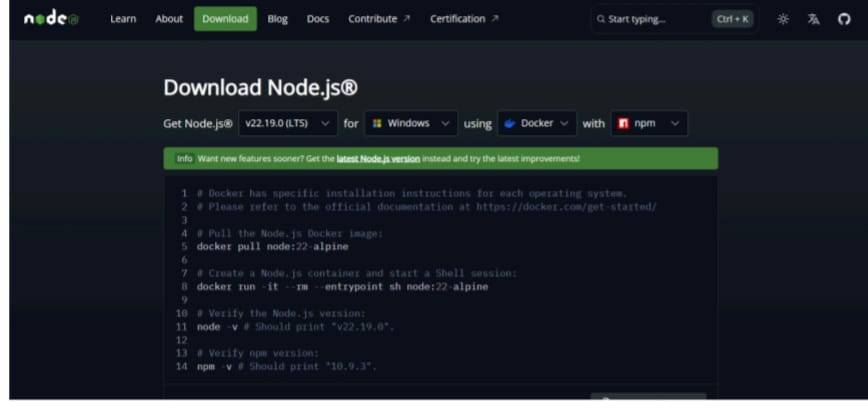 node
Learn About Download Blog Docs Contribute ↗ Certification ↗ Start typing... Ctrl + K
Download Node.js®
Get Node.js® v22.19.0 (LTS) for Windows using Docker with npm
Info Want new features sooner? Get the latest Node.js version instead and try the latest improvements!
1 # Docker has specific installation instructions for each operating system.
2 # Please refer to the official documentation at https://docker.com/get-started/
3
4 # Pull the Node.js Docker image:
5 docker pull node:22-alpine
6
7 # Create a Node.js container and start a Shell session:
8 docker run -it --rm --entrypoint sh node:22-alpine
9
10 # Verify the Node.js version:
11 node -v # Should print "v22.19.0".
12
13 # Verify npm version:
14 npm -v # Should print "10.9.3".